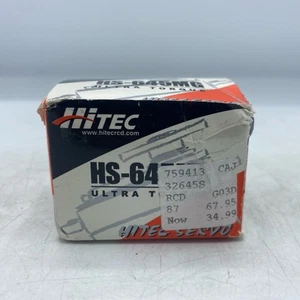 HS-645MG
ULTRA TORQUE
HiTEC
www.hitecrcd.com
HS-64
ULTRA T
759413 CAJ
32645S
RCD G03D
87 67.95
Now 34.99
HITEC SERVO